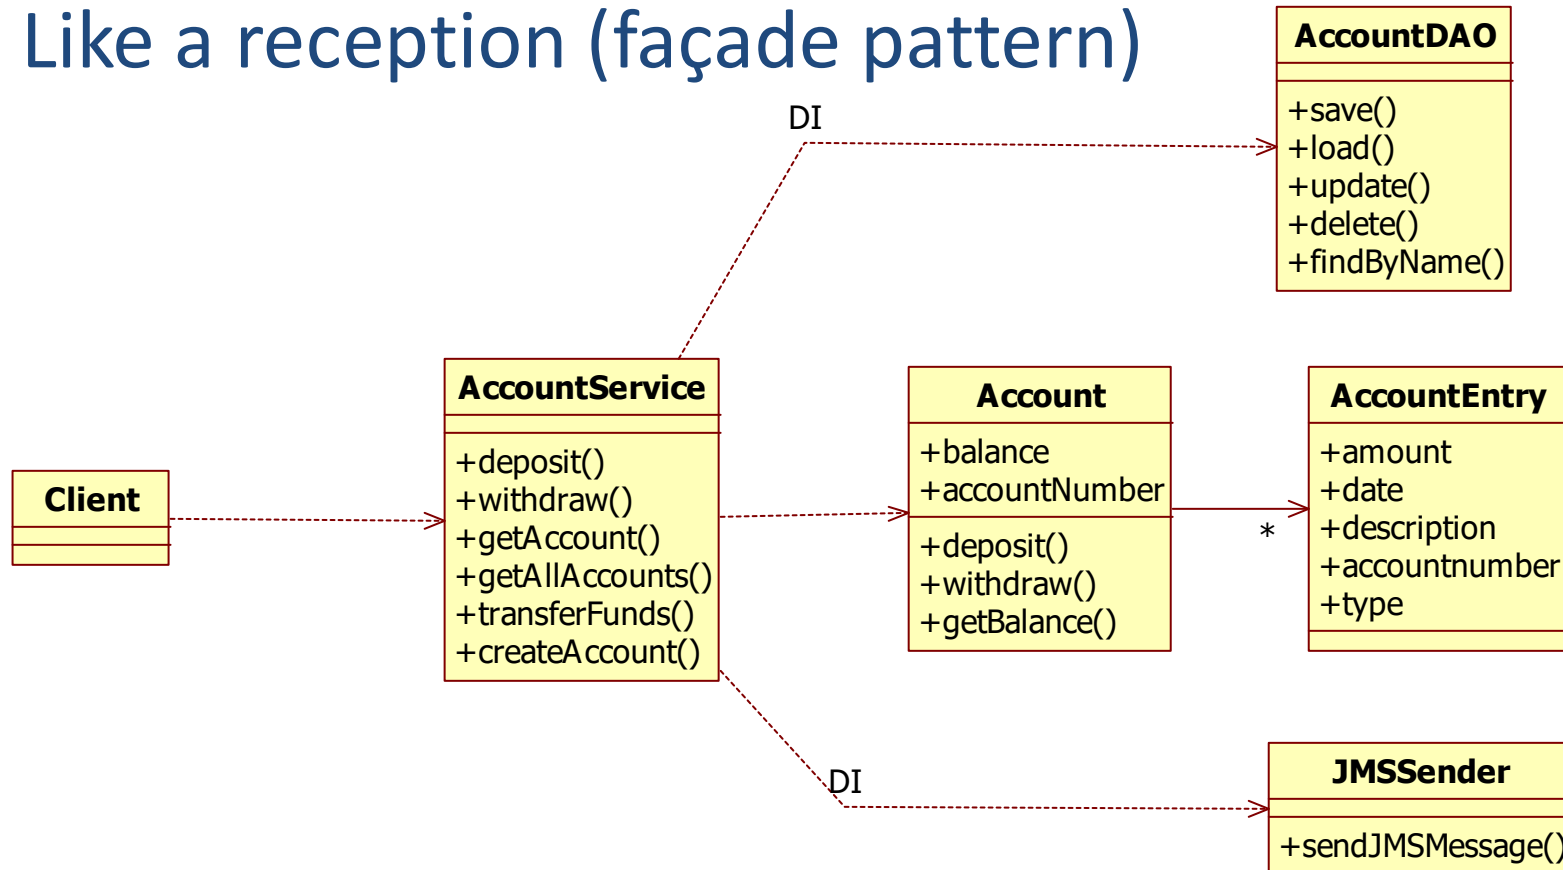 Like a reception (façade pattern)
AccountDAO
+save()
+load()
+update()
+delete()
+findByName()
DI
AccountService
+deposit()
+withdraw()
+getAccount()
+getAllAccounts()
+transferFunds()
+createAccount()
Client
Account
+balance
+accountNumber
+deposit()
+withdraw()
+getBalance()
*
AccountEntry
+amount
+date
+description
+accountnumber
+type
DI
JMSSender
+sendJMSMessage()